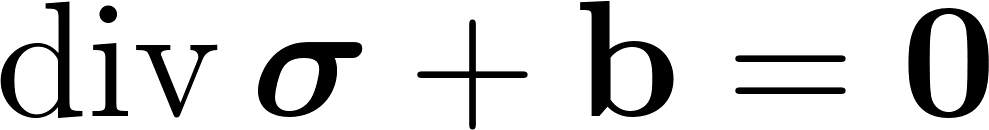 div 𝝈 + 𝐛 = 𝟎